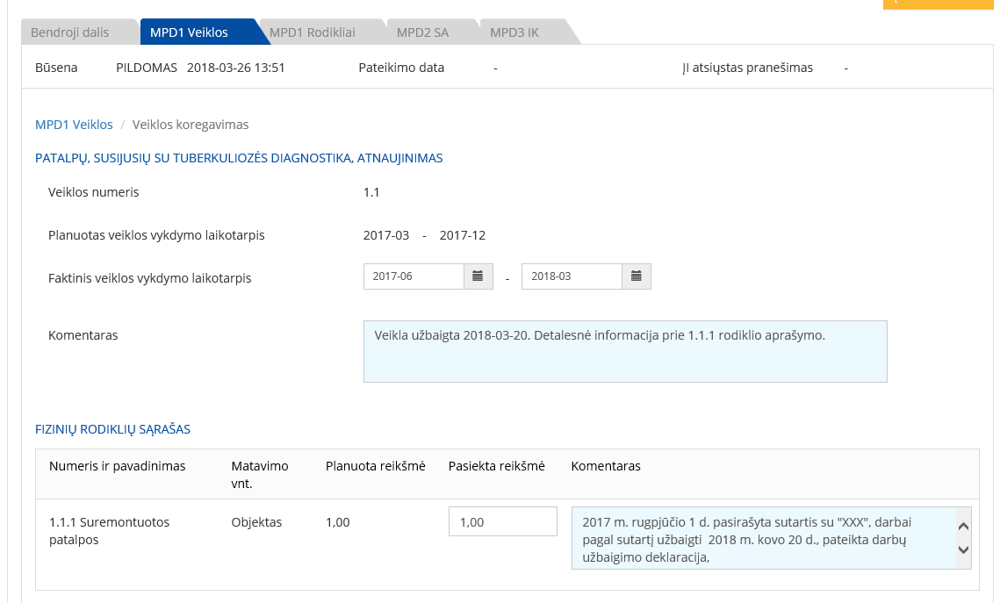 Bendroji dalis MPD1 Veiklos MPD1 Rodikliai MPD2 SA MPD3 IK
Būsena PILDOMAS 2018-03-26 13:51 Pateikimo data - ĮI atsiųstas pranešimas -
MPD1 Veiklos / Veiklos koregavimas
PATALPŲ, SUSIJUSIŲ SU TUBERKULIOZĖS DIAGNOSTIKA, ATNAUJINIMAS
Veiklos numeris 1.1
Planuotas veiklos vykdymo laikotarpis 2017-03 - 2017-12
Faktinis veiklos vykdymo laikotarpis 2017-06 - 2018-03
Komentaras Veikla užbaigta 2018-03-20. Detalesnė informacija prie 1.1.1 rodiklio aprašymo.
FIZINIŲ RODIKLIŲ SĄRAŠAS
Numeris ir pavadinimas Matavimo vnt. Planuota reikšmė Pasiekta reikšmė Komentaras
1.1.1 Suremontuotos patalpos Objektas 1,00 1,00 2017 m. rugpjūčio 1 d. pasirašyta sutartis su "XXX", darbai
pagal sutartį užbaigti 2018 m. kovo 20 d., pateikta darbų
užbaigimo deklaracija,